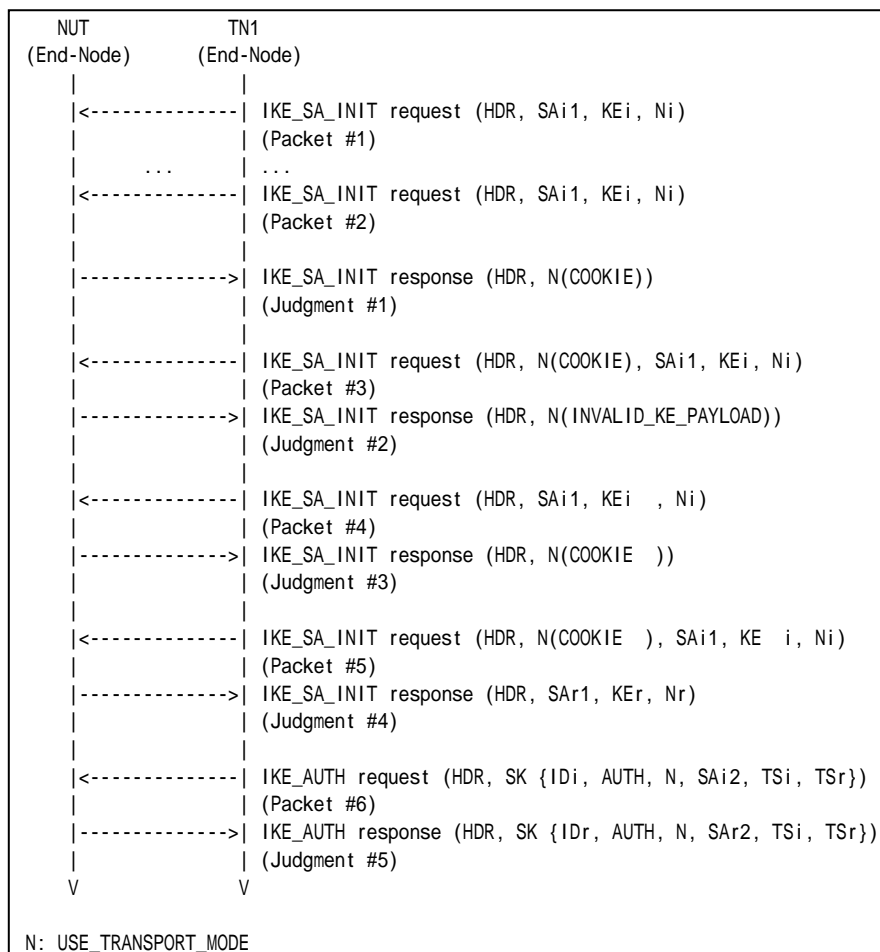 NUT TN1
(End-Node) (End-Node)
| |
|<--------------| IKE_SA_INIT request (HDR, SAi1, KEi, Ni)
| | (Packet #1)
| ... | ...
|<--------------| IKE_SA_INIT request (HDR, SAi1, KEi, Ni)
| | (Packet #2)
| |
|-------------->| IKE_SA_INIT response (HDR, N(COOKIE))
| | (Judgment #1)
| |
|<--------------| IKE_SA_INIT request (HDR, N(COOKIE), SAi1, KEi, Ni)
| | (Packet #3)
|-------------->| IKE_SA_INIT response (HDR, N(INVALID_KE_PAYLOAD))
| | (Judgment #2)
| |
|<--------------| IKE_SA_INIT request (HDR, SAi1, KEi , Ni)
| | (Packet #4)
|-------------->| IKE_SA_INIT response (HDR, N(COOKIE ))
| | (Judgment #3)
| |
|<--------------| IKE_SA_INIT request (HDR, N(COOKIE ), SAi1, KE i, Ni)
| | (Packet #5)
|-------------->| IKE_SA_INIT response (HDR, SAr1, KEr, Nr)
| | (Judgment #4)
| |
|<--------------| IKE_AUTH request (HDR, SK {IDi, AUTH, N, SAi2, TSi, TSr})
| | (Packet #6)
|-------------->| IKE_AUTH response (HDR, SK {IDr, AUTH, N, SAr2, TSi, TSr})
| | (Judgment #5)
V V
N: USE_TRANSPORT_MODE